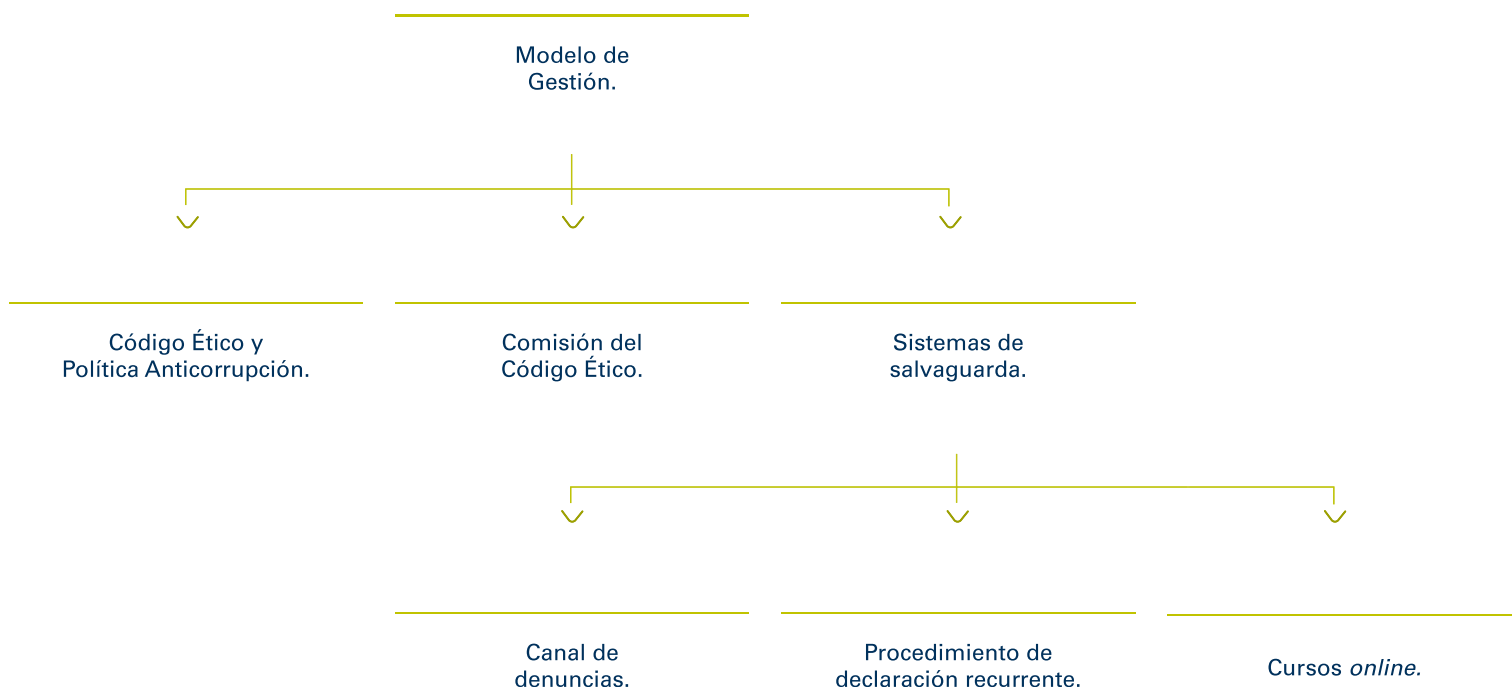 Modelo de
Gestión.
Código Ético y
Política Anticorrupción.
Comisión del
Código Ético.
Sistemas de
salvaguarda.
Canal de
denuncias.
Procedimiento de
declaración recurrente.
Cursos online.